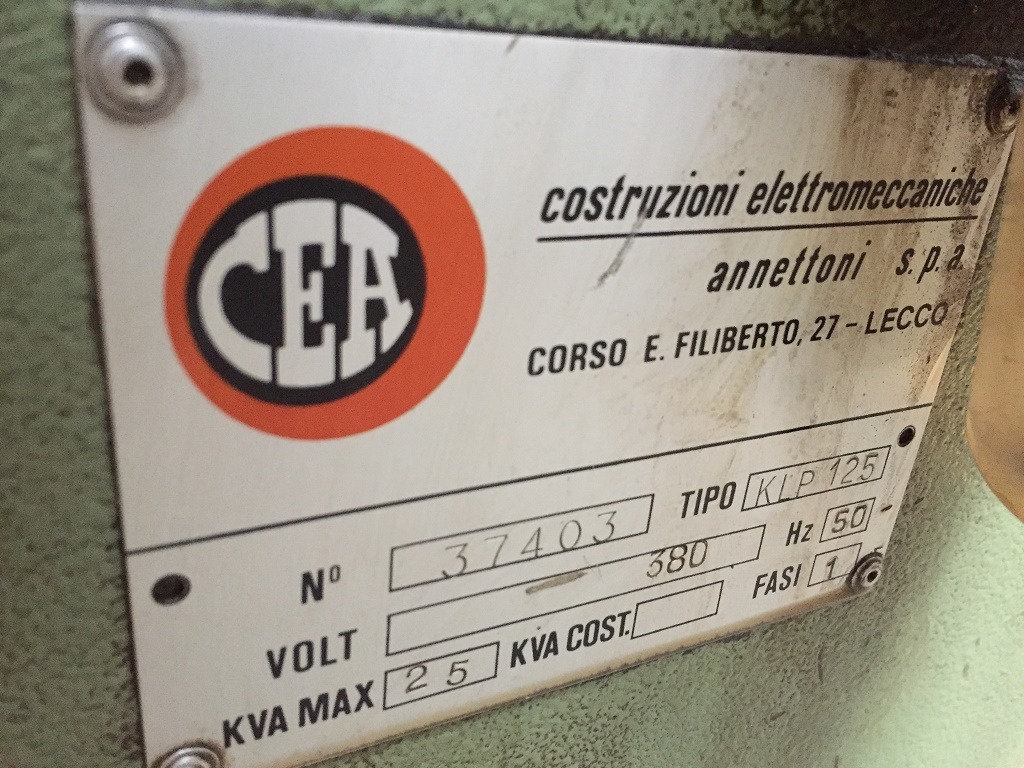 CEA
costruzioni elettromeccaniche
annettoni s.p.a.
CORSO E. FILIBERTO, 27 - LECCO
Nº 37403 TIPO KLP 125
VOLT 380 Hz 50
KVA MAX 25 KVA COST. FASI 1